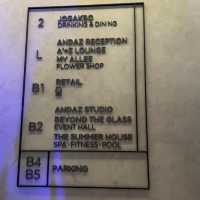 2 JOGAKBO
DRINKING & DINING
L ANDAZ RECEPTION
A'+Z LOUNGE
MY ALLEE
FLOWER SHOP
B1 RETAIL
B2 ANDAZ STUDIO
BEYOND THE GLASS
EVENT HALL
THE SUMMER HOUSE
SPA · FITNESS · POOL
B4
B5 PARKING